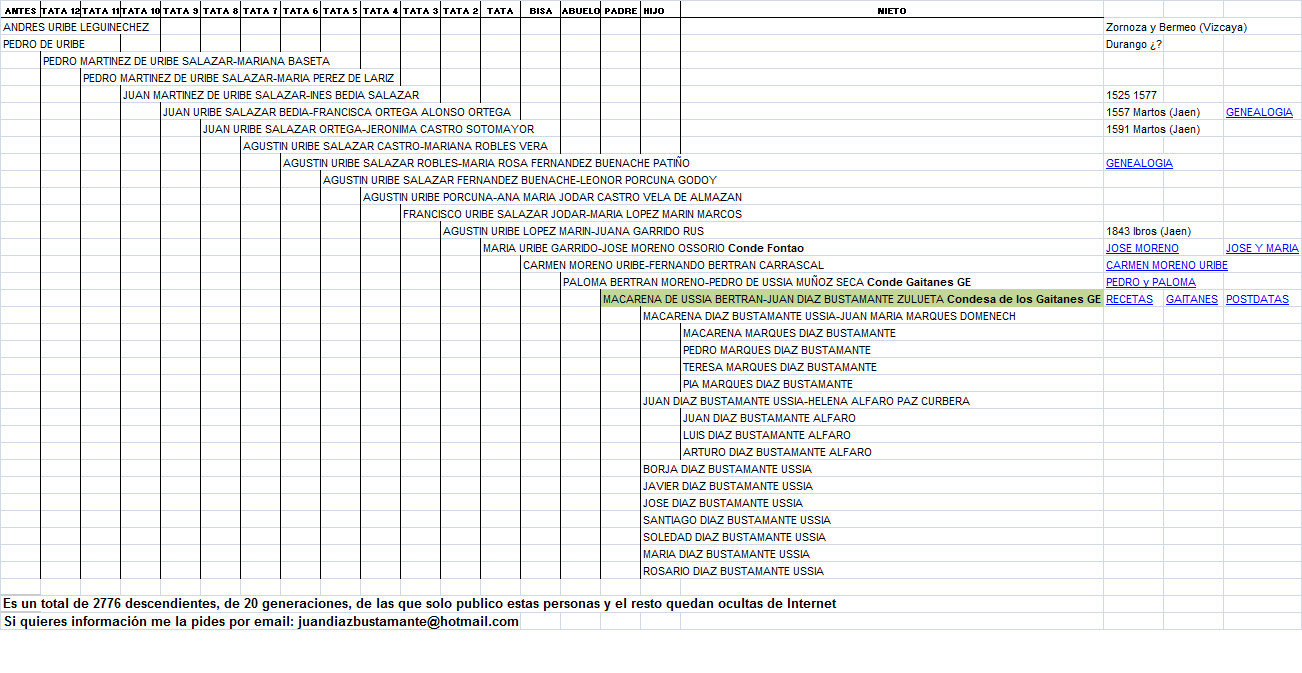 ANTES TATA 12 TATA 11 TATA 10 TATA 9 TATA 8 TATA 7 TATA 6 TATA 5 TATA 4 TATA 3 TATA 2 TATA BISA ABUELO PADRE HIJO NIETO
ANDRES URIBE LEGUINECHEZ Zornoza y Bermeo (Vizcaya)
PEDRO DE URIBE Durango ¿?
PEDRO MARTINEZ DE URIBE SALAZAR-MARIANA BASETA
PEDRO MARTINEZ DE URIBE SALAZAR-MARIA PEREZ DE LARIZ
JUAN MARTINEZ DE URIBE SALAZAR-INES BEDIA SALAZAR 1525 1577
JUAN URIBE SALAZAR BEDIA-FRANCISCA ORTEGA ALONSO ORTEGA 1557 Martos (Jaen) GENEALOGIA
JUAN URIBE SALAZAR ORTEGA-JERONIMA CASTRO SOTOMAYOR 1591 Martos (Jaen)
AGUSTIN URIBE SALAZAR CASTRO-MARIANA ROBLES VERA
AGUSTIN URIBE SALAZAR ROBLES-MARIA ROSA FERNANDEZ BUENACHE PATIÑO GENEALOGIA
AGUSTIN URIBE SALAZAR FERNANDEZ BUENACHE-LEONOR PORCUNA GODOY
AGUSTIN URIBE PORCUNA-ANA MARIA JODAR CASTRO VELA DE ALMAZAN
FRANCISCO URIBE SALAZAR JODAR-MARIA LOPEZ MARIN MARCOS
AGUSTIN URIBE LOPEZ MARIN-JUANA GARRIDO RUS 1843 Ibros (Jaen)
MARIA URIBE GARRIDO-JOSE MORENO OSSORIO Conde Fontao JOSE MORENO JOSE Y MARIA
CARMEN MORENO URIBE-FERNANDO BERTRAN CARRASCAL CARMEN MORENO URIBE
PALOMA BERTRAN MORENO-PEDRO DE USSIA MUÑOZ SECA Conde Gaitanes GE PEDRO y PALOMA
MACARENA DE USSIA BERTRAN-JUAN DIAZ BUSTAMANTE ZULUETA Condesa de los Gaitanes GE RECETAS GAITANES POSTDATAS
MACARENA DIAZ BUSTAMANTE USSIA-JUAN MARIA MARQUES DOMENECH
MACARENA MARQUES DIAZ BUSTAMANTE
PEDRO MARQUES DIAZ BUSTAMANTE
TERESA MARQUES DIAZ BUSTAMANTE
PIA MARQUES DIAZ BUSTAMANTE
JUAN DIAZ BUSTAMANTE USSIA-HELENA ALFARO PAZ CURBERA
JUAN DIAZ BUSTAMANTE ALFARO
LUIS DIAZ BUSTAMANTE ALFARO
ARTURO DIAZ BUSTAMANTE ALFARO
BORJA DIAZ BUSTAMANTE USSIA
JAVIER DIAZ BUSTAMANTE USSIA
JOSE DIAZ BUSTAMANTE USSIA
SANTIAGO DIAZ BUSTAMANTE USSIA
SOLEDAD DIAZ BUSTAMANTE USSIA
MARIA DIAZ BUSTAMANTE USSIA
ROSARIO DIAZ BUSTAMANTE USSIA
Es un total de 2776 descendientes, de 20 generaciones, de las que solo publico estas personas y el resto quedan ocultas de Internet
Si quieres información me la pides por email: juandiazbustamante@hotmail.com